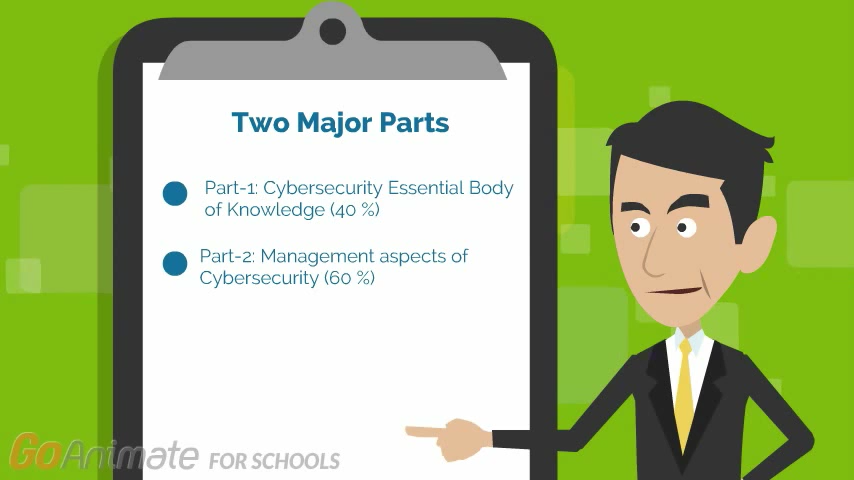 Two Major Parts
Part-1: Cybersecurity Essential Body
of Knowledge (40 %)
Part-2: Management aspects of
Cybersecurity (60 %)
GoAnimate FOR SCHOOLS